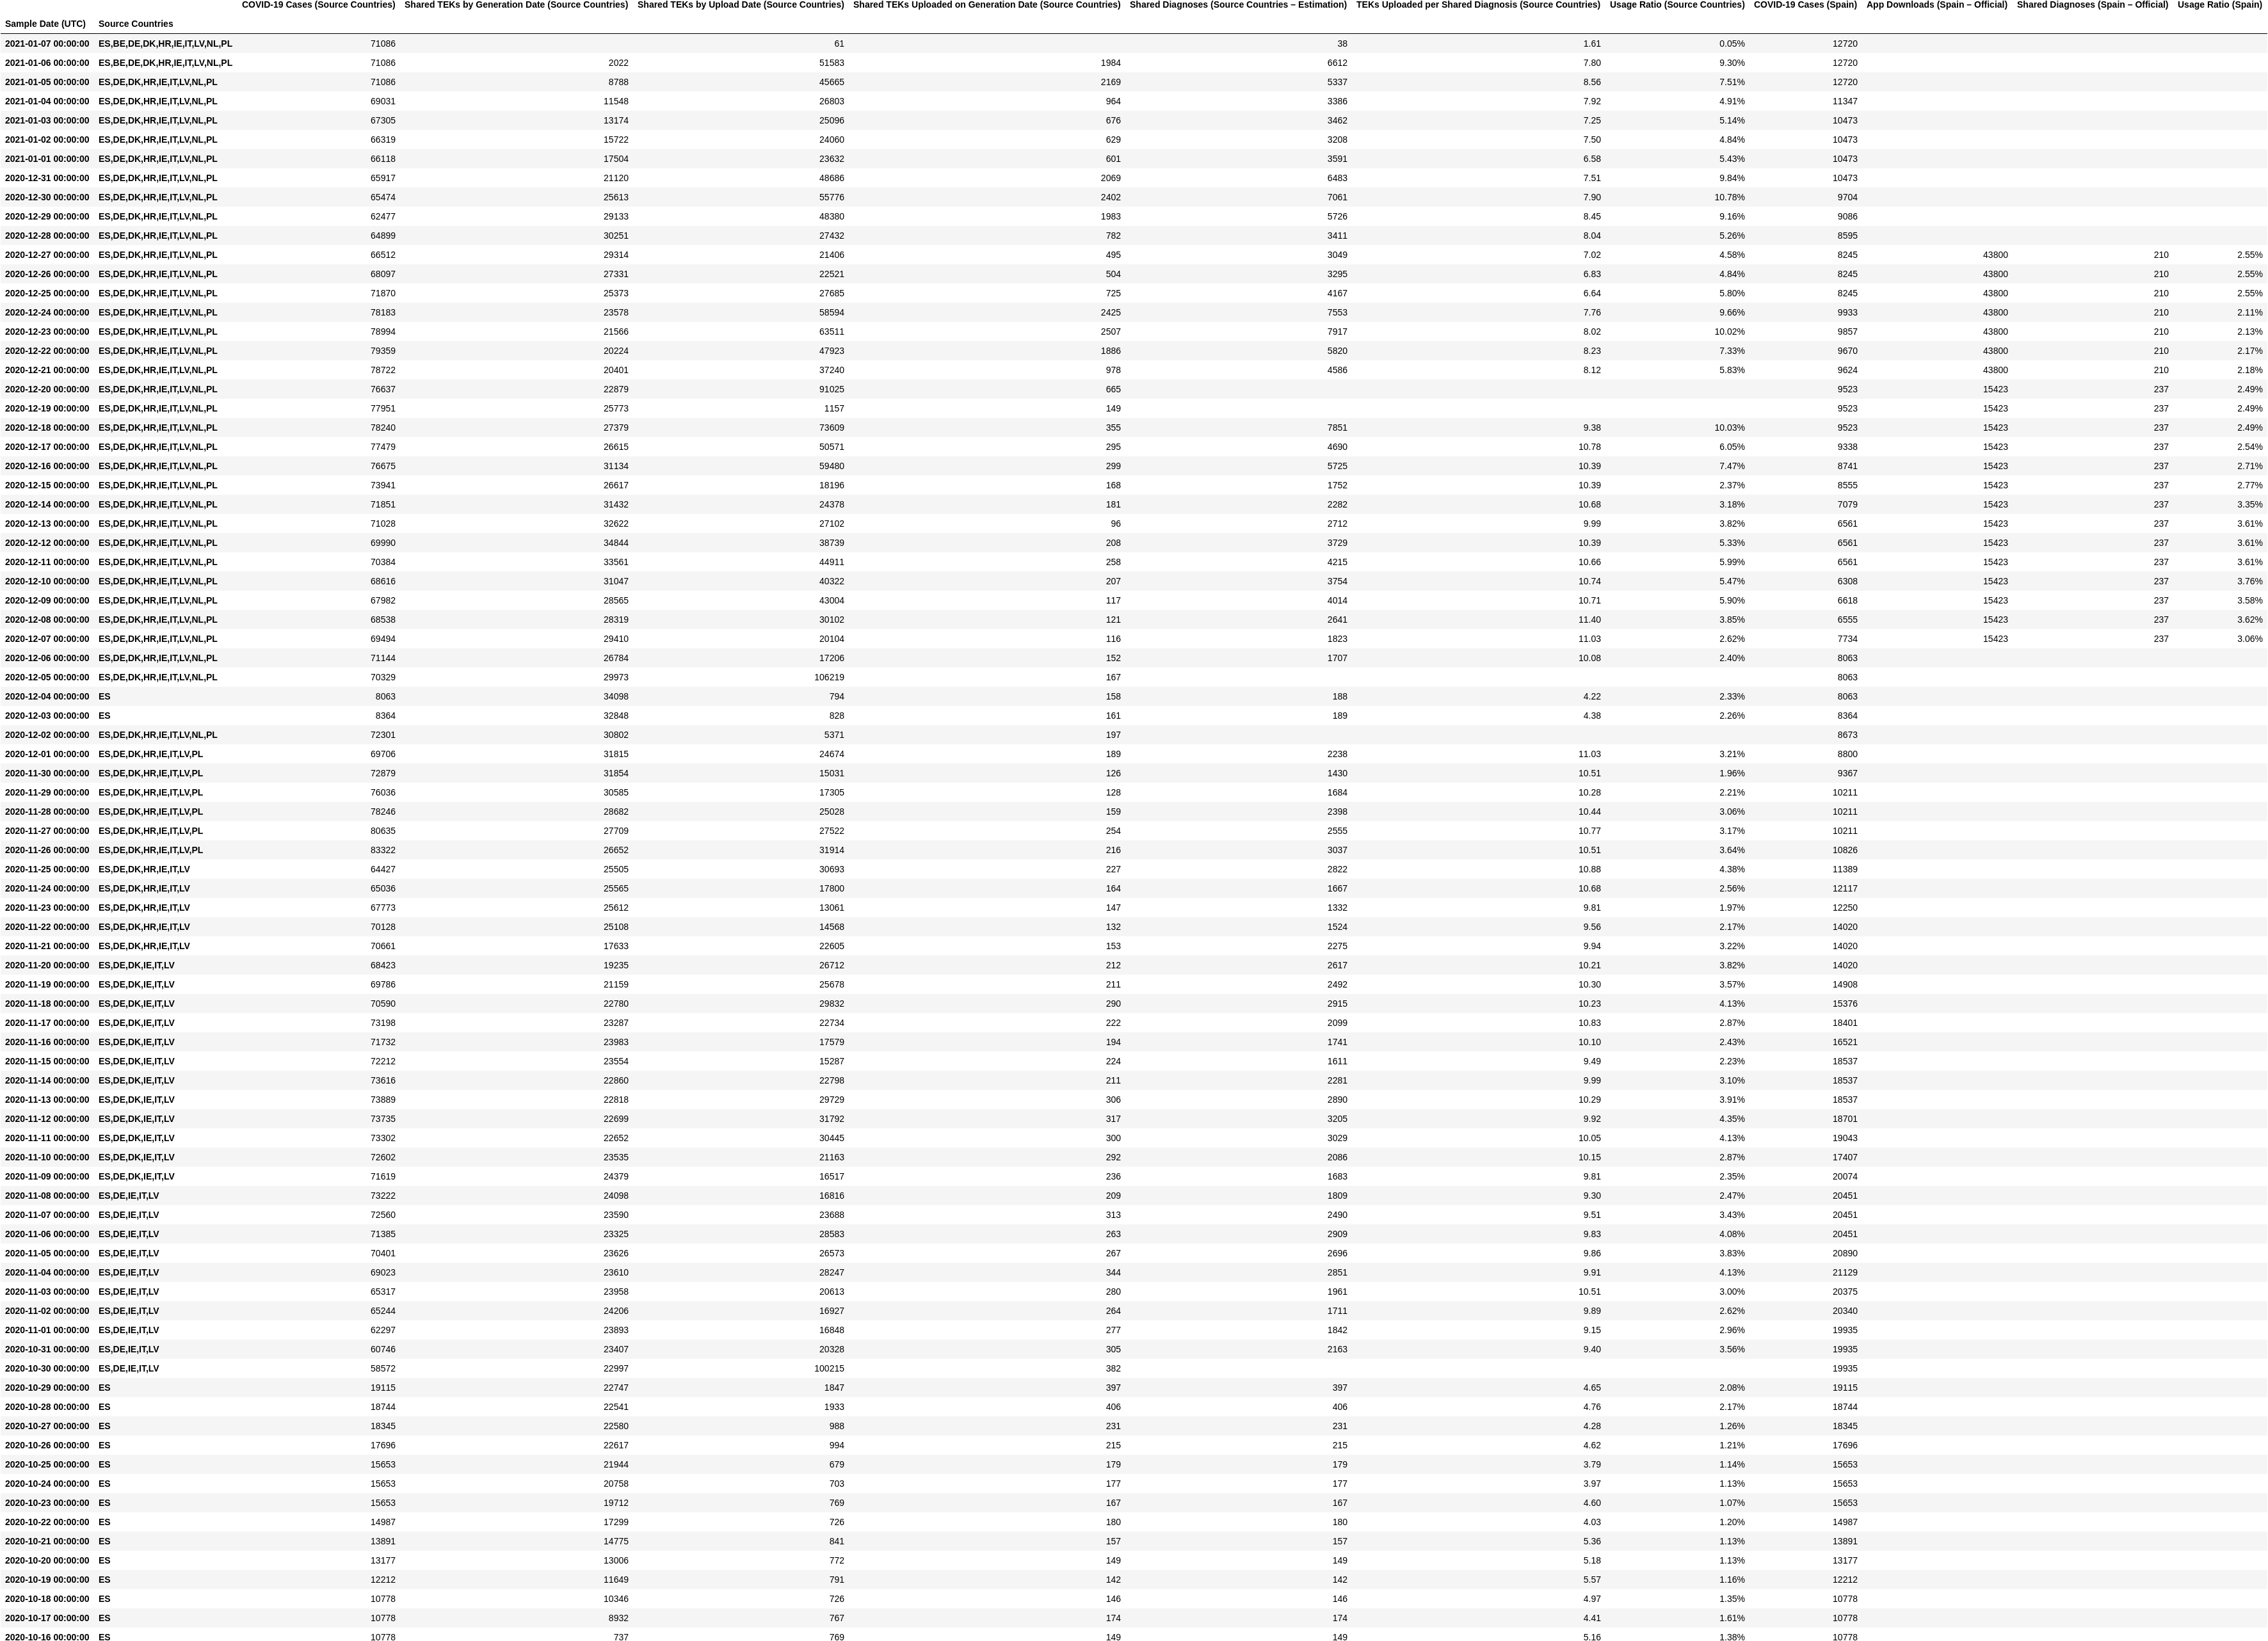 COVID-19 Cases (Source Countries) Shared TEKs by Generation Date (Source Countries) Shared TEKs by Upload Date (Source Countries) Shared TEKs Uploaded on Generation Date (Source Countries) Shared Diagnoses (Source Countries – Estimation) TEKs Uploaded per Shared Diagnosis (Source Countries) Usage Ratio (Source Countries) COVID-19 Cases (Spain) App Downloads (Spain – Official) Shared Diagnoses (Spain – Official) Usage Ratio (Spain)
Sample Date (UTC) Source Countries
2021-01-07 00:00:00 ES,BE,DE,DK,HR,IE,IT,LV,NL,PL 71086 61 38 1.61 0.05% 12720
2021-01-06 00:00:00 ES,BE,DE,DK,HR,IE,IT,LV,NL,PL 71086 2022 51583 1984 6612 7.80 9.30% 12720
2021-01-05 00:00:00 ES,DE,DK,HR,IE,IT,LV,NL,PL 71086 8788 45665 2169 5337 8.56 7.51% 12720
2021-01-04 00:00:00 ES,DE,DK,HR,IE,IT,LV,NL,PL 69031 11548 26803 964 3386 7.92 4.91% 11347
2021-01-03 00:00:00 ES,DE,DK,HR,IE,IT,LV,NL,PL 67305 13174 25096 676 3462 7.25 5.14% 10473
2021-01-02 00:00:00 ES,DE,DK,HR,IE,IT,LV,NL,PL 66319 15722 24060 629 3208 7.50 4.84% 10473
2021-01-01 00:00:00 ES,DE,DK,HR,IE,IT,LV,NL,PL 66118 17504 23632 601 3591 6.58 5.43% 10473
2020-12-31 00:00:00 ES,DE,DK,HR,IE,IT,LV,NL,PL 65917 21120 48686 2069 6483 7.51 9.84% 10473
2020-12-30 00:00:00 ES,DE,DK,HR,IE,IT,LV,NL,PL 65474 25613 55776 2402 7061 7.90 10.78% 9704
2020-12-29 00:00:00 ES,DE,DK,HR,IE,IT,LV,NL,PL 62477 29133 48380 1983 5726 8.45 9.16% 9086
2020-12-28 00:00:00 ES,DE,DK,HR,IE,IT,LV,NL,PL 64899 30251 27432 782 3411 8.04 5.26% 8595
2020-12-27 00:00:00 ES,DE,DK,HR,IE,IT,LV,NL,PL 66512 29314 21406 495 3049 7.02 4.58% 8245 43800 210 2.55%
2020-12-26 00:00:00 ES,DE,DK,HR,IE,IT,LV,NL,PL 68097 27331 22521 504 3295 6.83 4.84% 8245 43800 210 2.55%
2020-12-25 00:00:00 ES,DE,DK,HR,IE,IT,LV,NL,PL 71870 25373 27685 725 4167 6.64 5.80% 8245 43800 210 2.55%
2020-12-24 00:00:00 ES,DE,DK,HR,IE,IT,LV,NL,PL 78183 23578 58594 2425 7553 7.76 9.66% 9933 43800 210 2.11%
2020-12-23 00:00:00 ES,DE,DK,HR,IE,IT,LV,NL,PL 78994 21566 63511 2507 7917 8.02 10.02% 9857 43800 210 2.13%
2020-12-22 00:00:00 ES,DE,DK,HR,IE,IT,LV,NL,PL 79359 20224 47923 1886 5820 8.23 7.33% 9670 43800 210 2.17%
2020-12-21 00:00:00 ES,DE,DK,HR,IE,IT,LV,NL,PL 78722 20401 37240 978 4586 8.12 5.83% 9624 43800 210 2.18%
2020-12-20 00:00:00 ES,DE,DK,HR,IE,IT,LV,NL,PL 76637 22879 91025 665 9523 15423 237 2.49%
2020-12-19 00:00:00 ES,DE,DK,HR,IE,IT,LV,NL,PL 77951 25773 1157 149 9523 15423 237 2.49%
2020-12-18 00:00:00 ES,DE,DK,HR,IE,IT,LV,NL,PL 78240 27379 73609 355 7851 9.38 10.03% 9523 15423 237 2.49%
2020-12-17 00:00:00 ES,DE,DK,HR,IE,IT,LV,NL,PL 77479 26615 50571 295 4690 10.78 6.05% 9338 15423 237 2.54%
2020-12-16 00:00:00 ES,DE,DK,HR,IE,IT,LV,NL,PL 76675 31134 59480 299 5725 10.39 7.47% 8741 15423 237 2.71%
2020-12-15 00:00:00 ES,DE,DK,HR,IE,IT,LV,NL,PL 73941 26617 18196 168 1752 10.39 2.37% 8555 15423 237 2.77%
2020-12-14 00:00:00 ES,DE,DK,HR,IE,IT,LV,NL,PL 71851 31432 24378 181 2282 10.68 3.18% 7079 15423 237 3.35%
2020-12-13 00:00:00 ES,DE,DK,HR,IE,IT,LV,NL,PL 71028 32622 27102 96 2712 9.99 3.82% 6561 15423 237 3.61%
2020-12-12 00:00:00 ES,DE,DK,HR,IE,IT,LV,NL,PL 69990 34844 38739 208 3729 10.39 5.33% 6561 15423 237 3.61%
2020-12-11 00:00:00 ES,DE,DK,HR,IE,IT,LV,NL,PL 70384 33561 44911 258 4215 10.66 5.99% 6561 15423 237 3.61%
2020-12-10 00:00:00 ES,DE,DK,HR,IE,IT,LV,NL,PL 68616 31047 40322 207 3754 10.74 5.47% 6308 15423 237 3.76%
2020-12-09 00:00:00 ES,DE,DK,HR,IE,IT,LV,NL,PL 67982 28565 43004 117 4014 10.71 5.90% 6618 15423 237 3.58%
2020-12-08 00:00:00 ES,DE,DK,HR,IE,IT,LV,NL,PL 68538 28319 30102 121 2641 11.40 3.85% 6555 15423 237 3.62%
2020-12-07 00:00:00 ES,DE,DK,HR,IE,IT,LV,NL,PL 69494 29410 20104 116 1823 11.03 2.62% 7734 15423 237 3.06%
2020-12-06 00:00:00 ES,DE,DK,HR,IE,IT,LV,NL,PL 71144 26784 17206 152 1707 10.08 2.40% 8063
2020-12-05 00:00:00 ES,DE,DK,HR,IE,IT,LV,NL,PL 70329 29973 106219 167 8063
2020-12-04 00:00:00 ES 8063 34098 794 158 188 4.22 2.33% 8063
2020-12-03 00:00:00 ES 8364 32848 828 161 189 4.38 2.26% 8364
2020-12-02 00:00:00 ES,DE,DK,HR,IE,IT,LV,NL,PL 72301 30802 5371 197 8673
2020-12-01 00:00:00 ES,DE,DK,HR,IE,IT,LV,PL 69706 31815 24674 189 2238 11.03 3.21% 8800
2020-11-30 00:00:00 ES,DE,DK,HR,IE,IT,LV,PL 72879 31854 15031 126 1430 10.51 1.96% 9367
2020-11-29 00:00:00 ES,DE,DK,HR,IE,IT,LV,PL 76036 30585 17305 128 1684 10.28 2.21% 10211
2020-11-28 00:00:00 ES,DE,DK,HR,IE,IT,LV,PL 78246 28682 25028 159 2398 10.44 3.06% 10211
2020-11-27 00:00:00 ES,DE,DK,HR,IE,IT,LV,PL 80635 27709 27522 254 2555 10.77 3.17% 10211
2020-11-26 00:00:00 ES,DE,DK,HR,IE,IT,LV,PL 83322 26652 31914 216 3037 10.51 3.64% 10826
2020-11-25 00:00:00 ES,DE,DK,HR,IE,IT,LV 64427 25505 30693 227 2822 10.88 4.38% 11389
2020-11-24 00:00:00 ES,DE,DK,HR,IE,IT,LV 65036 25565 17800 164 1667 10.68 2.56% 12117
2020-11-23 00:00:00 ES,DE,DK,HR,IE,IT,LV 67773 25612 13061 147 1332 9.81 1.97% 12250
2020-11-22 00:00:00 ES,DE,DK,HR,IE,IT,LV 70128 25108 14568 132 1524 9.56 2.17% 14020
2020-11-21 00:00:00 ES,DE,DK,HR,IE,IT,LV 70661 17633 22605 153 2275 9.94 3.22% 14020
2020-11-20 00:00:00 ES,DE,DK,IE,IT,LV 68423 19235 26712 212 2617 10.21 3.82% 14020
2020-11-19 00:00:00 ES,DE,DK,IE,IT,LV 69786 21159 25678 211 2492 10.30 3.57% 14908
2020-11-18 00:00:00 ES,DE,DK,IE,IT,LV 70590 22780 29832 290 2915 10.23 4.13% 15376
2020-11-17 00:00:00 ES,DE,DK,IE,IT,LV 73198 23287 22734 222 2099 10.83 2.87% 18401
2020-11-16 00:00:00 ES,DE,DK,IE,IT,LV 71732 23983 17579 194 1741 10.10 2.43% 16521
2020-11-15 00:00:00 ES,DE,DK,IE,IT,LV 72212 23554 15287 224 1611 9.49 2.23% 18537
2020-11-14 00:00:00 ES,DE,DK,IE,IT,LV 73616 22860 22798 211 2281 9.99 3.10% 18537
2020-11-13 00:00:00 ES,DE,DK,IE,IT,LV 73889 22818 29729 306 2890 10.29 3.91% 18537
2020-11-12 00:00:00 ES,DE,DK,IE,IT,LV 73735 22699 31792 317 3205 9.92 4.35% 18701
2020-11-11 00:00:00 ES,DE,DK,IE,IT,LV 73302 22652 30445 300 3029 10.05 4.13% 19043
2020-11-10 00:00:00 ES,DE,DK,IE,IT,LV 72602 23535 21163 292 2086 10.15 2.87% 17407
2020-11-09 00:00:00 ES,DE,DK,IE,IT,LV 71619 24379 16517 236 1683 9.81 2.35% 20074
2020-11-08 00:00:00 ES,DE,IE,IT,LV 73222 24098 16816 209 1809 9.30 2.47% 20451
2020-11-07 00:00:00 ES,DE,IE,IT,LV 72560 23590 23688 313 2490 9.51 3.43% 20451
2020-11-06 00:00:00 ES,DE,IE,IT,LV 71385 23325 28583 263 2909 9.83 4.08% 20451
2020-11-05 00:00:00 ES,DE,IE,IT,LV 70401 23626 26573 267 2696 9.86 3.83% 20890
2020-11-04 00:00:00 ES,DE,IE,IT,LV 69023 23610 28247 344 2851 9.91 4.13% 21129
2020-11-03 00:00:00 ES,DE,IE,IT,LV 65317 23958 20613 280 1961 10.51 3.00% 20375
2020-11-02 00:00:00 ES,DE,IE,IT,LV 65244 24206 16927 264 1711 9.89 2.62% 20340
2020-11-01 00:00:00 ES,DE,IE,IT,LV 62297 23893 16848 277 1842 9.15 2.96% 19935
2020-10-31 00:00:00 ES,DE,IE,IT,LV 60746 23407 20328 305 2163 9.40 3.56% 19935
2020-10-30 00:00:00 ES,DE,IE,IT,LV 58572 22997 100215 382 19935
2020-10-29 00:00:00 ES 19115 22747 1847 397 397 4.65 2.08% 19115
2020-10-28 00:00:00 ES 18744 22541 1933 406 406 4.76 2.17% 18744
2020-10-27 00:00:00 ES 18345 22580 988 231 231 4.28 1.26% 18345
2020-10-26 00:00:00 ES 17696 22617 994 215 215 4.62 1.21% 17696
2020-10-25 00:00:00 ES 15653 21944 679 179 179 3.79 1.14% 15653
2020-10-24 00:00:00 ES 15653 20758 703 177 177 3.97 1.13% 15653
2020-10-23 00:00:00 ES 15653 19712 769 167 167 4.60 1.07% 15653
2020-10-22 00:00:00 ES 14987 17299 726 180 180 4.03 1.20% 14987
2020-10-21 00:00:00 ES 13891 14775 841 157 157 5.36 1.13% 13891
2020-10-20 00:00:00 ES 13177 13006 772 149 149 5.18 1.13% 13177
2020-10-19 00:00:00 ES 12212 11649 791 142 142 5.57 1.16% 12212
2020-10-18 00:00:00 ES 10778 10346 726 146 146 4.97 1.35% 10778
2020-10-17 00:00:00 ES 10778 8932 767 174 174 4.41 1.61% 10778
2020-10-16 00:00:00 ES 10778 737 769 149 149 5.16 1.38% 10778